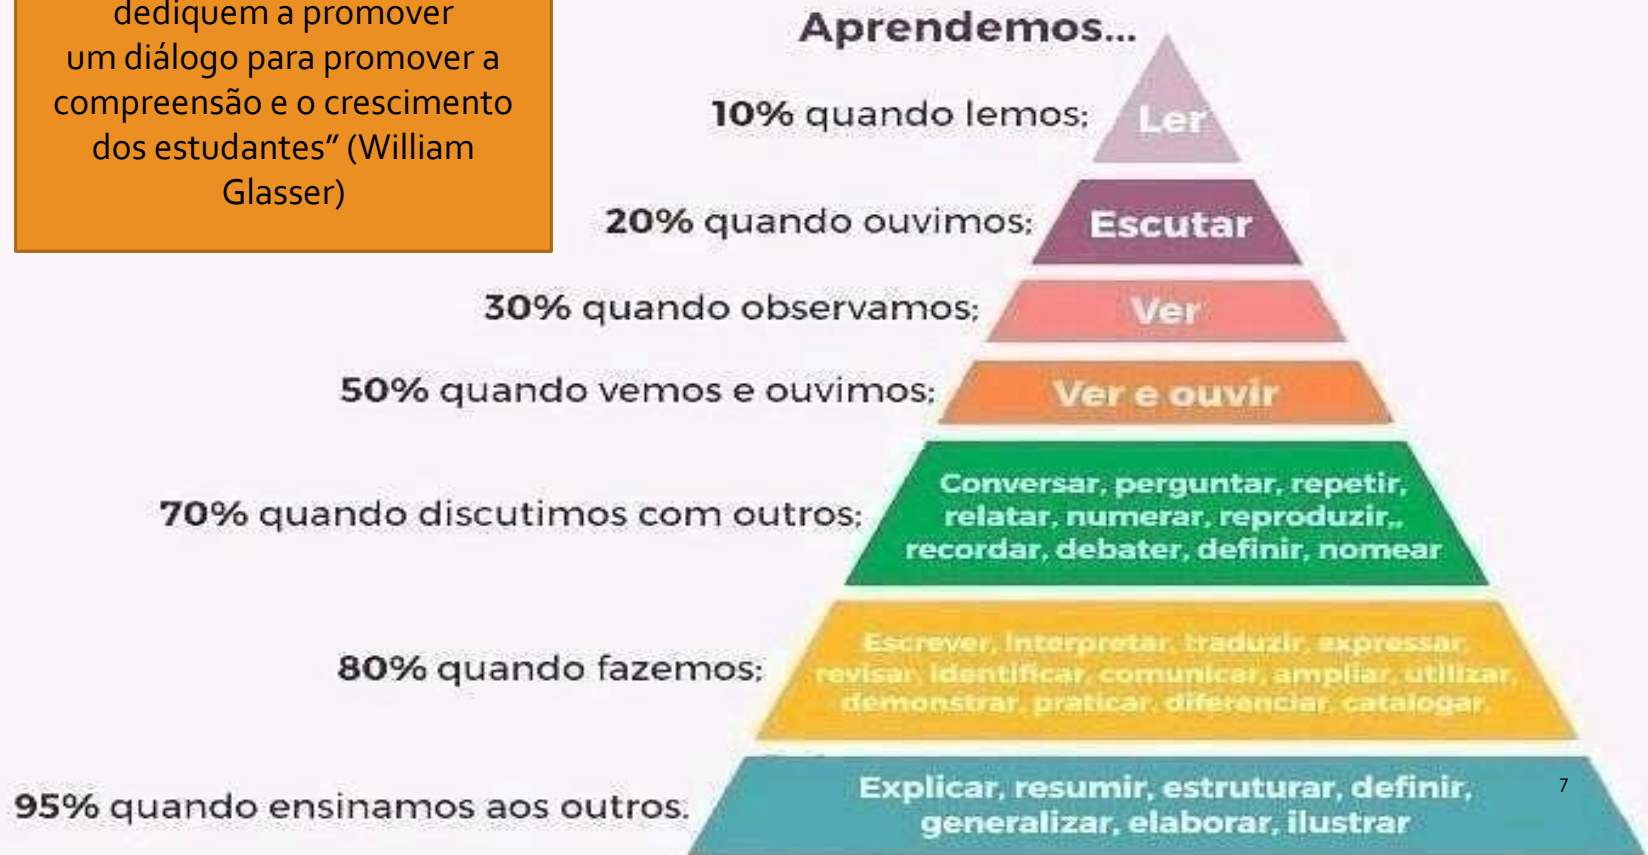 dediquem a promover
um diálogo para promover a
compreensão e o crescimento
dos estudantes” (William
Glasser)
Aprendemos...
10% quando lemos;
Ler
20% quando ouvimos;
Escutar
30% quando observamos;
Ver
50% quando vemos e ouvimos;
Ver e ouvir
70% quando discutimos com outros;
Conversar, perguntar, repetir,
relatar, numerar, reproduzir,,
recordar, debater, definir, nomear
80% quando fazemos;
Escrever, interpretar, traduzir, expressar,
revisar, identificar, comunicar, ampliar, utilizar,
demonstrar, praticar, diferenciar, catalogar.
95% quando ensinamos aos outros.
Explicar, resumir, estruturar, definir,
generalizar, elaborar, ilustrar
7